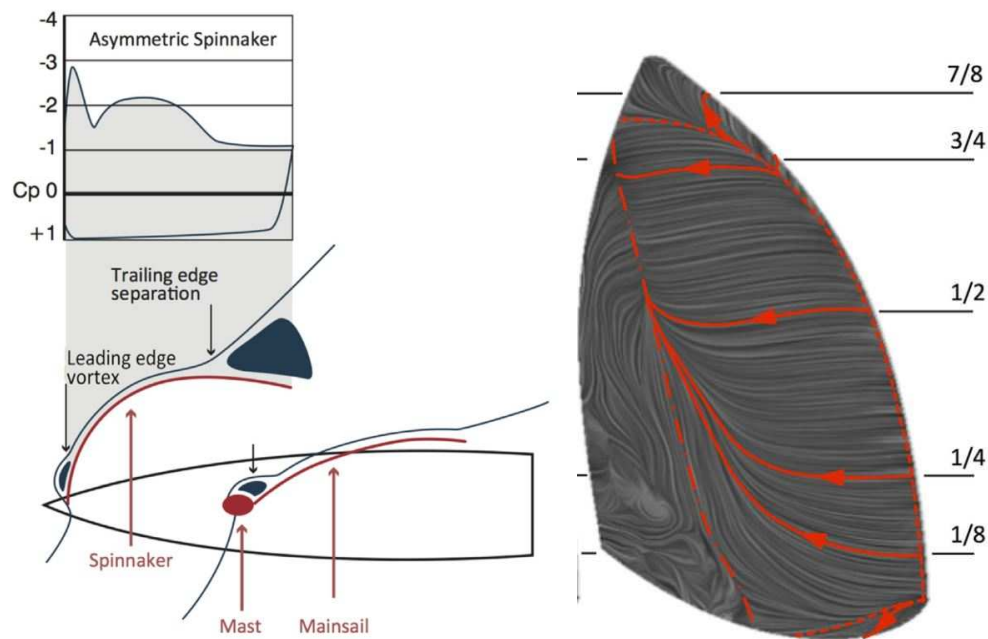 -4
Asymmetric Spinnaker
-3
-2
-1
Cp 0
+1
Trailing edge
separation
Leading edge
vortex
Spinnaker
Mast
Mainsail
7/8
3/4
1/2
1/4
1/8